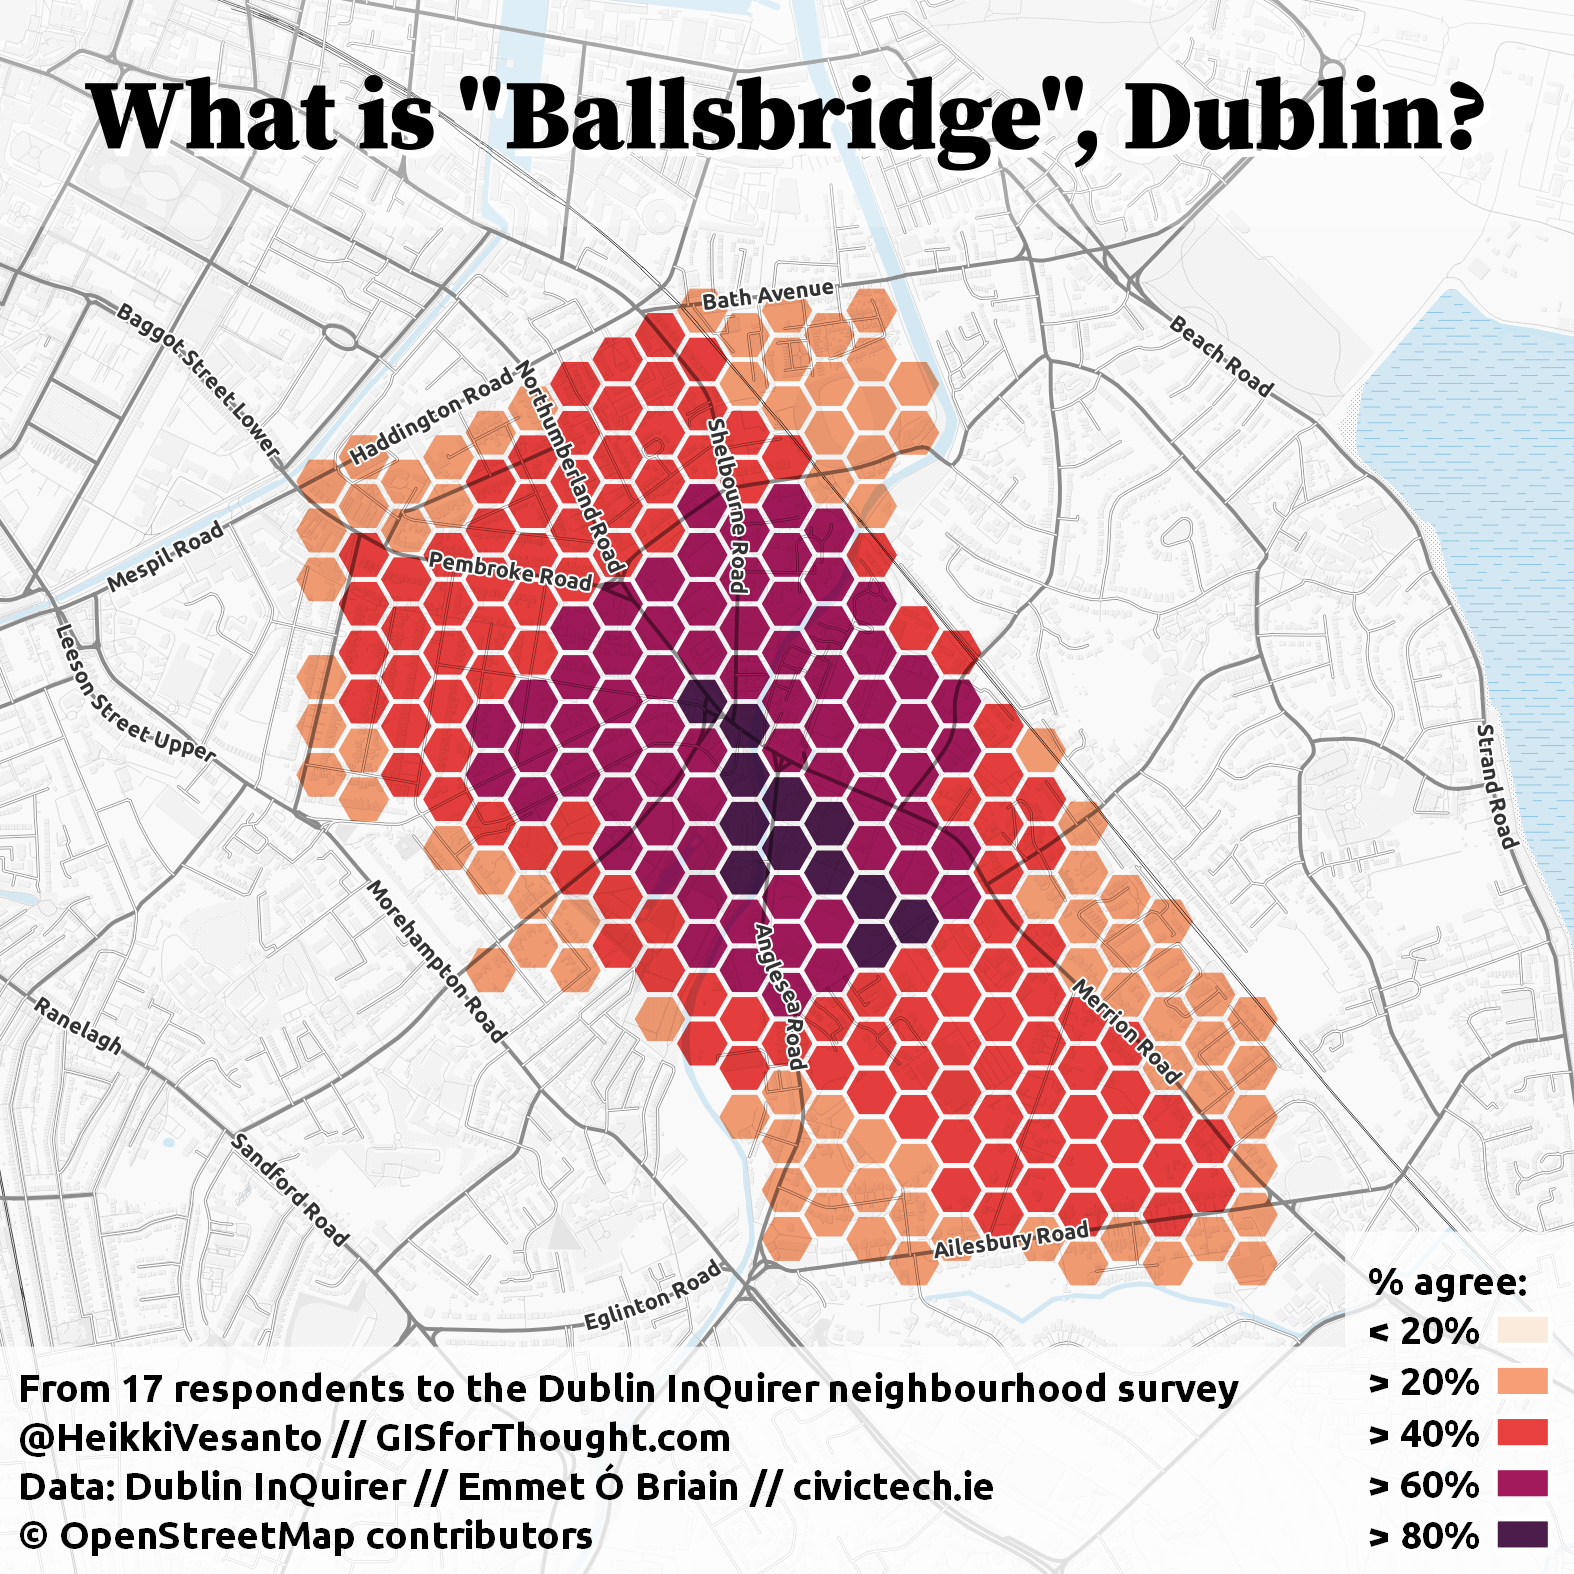 What is "Ballsbridge", Dublin?
Bath Avenue
Beach Road
Baggot Street Lower
Haddington Road
Northumberland Road
Shelbourne Road
Mespil Road
Pembroke Road
Leeson Street Upper
Strand Road
Morehampton Road
Anglesea Road
Merrion Road
Ranelagh
Sandford Road
Ailesbury Road
Eglinton Road
% agree:
< 20%
> 20%
> 40%
> 60%
> 80%
From 17 respondents to the Dublin InQuirer neighbourhood survey
@HeikkiVesanto // GISforThought.com
Data: Dublin InQuirer // Emmet Ó Briain // civictech.ie
© OpenStreetMap contributors